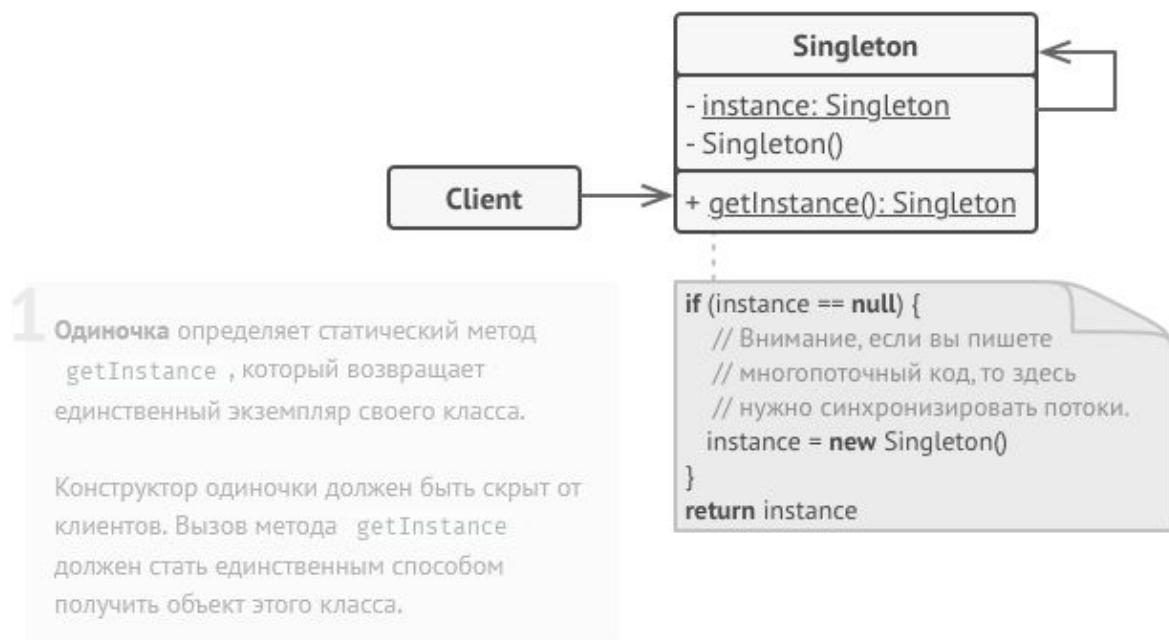 Singleton
- instance: Singleton
- Singleton()
Client
+ getInstance(): Singleton
1
Одиночка определяет статический метод
getInstance , который возвращает
единственный экземпляр своего класса.
Конструктор одиночки должен быть скрыт от
клиентов. Вызов метода getInstance
должен стать единственным способом
получить объект этого класса.
if (instance == null) {
// Внимание, если вы пишете
// многопоточный код, то здесь
// нужно синхронизировать потоки.
instance = new Singleton()
}
return instance